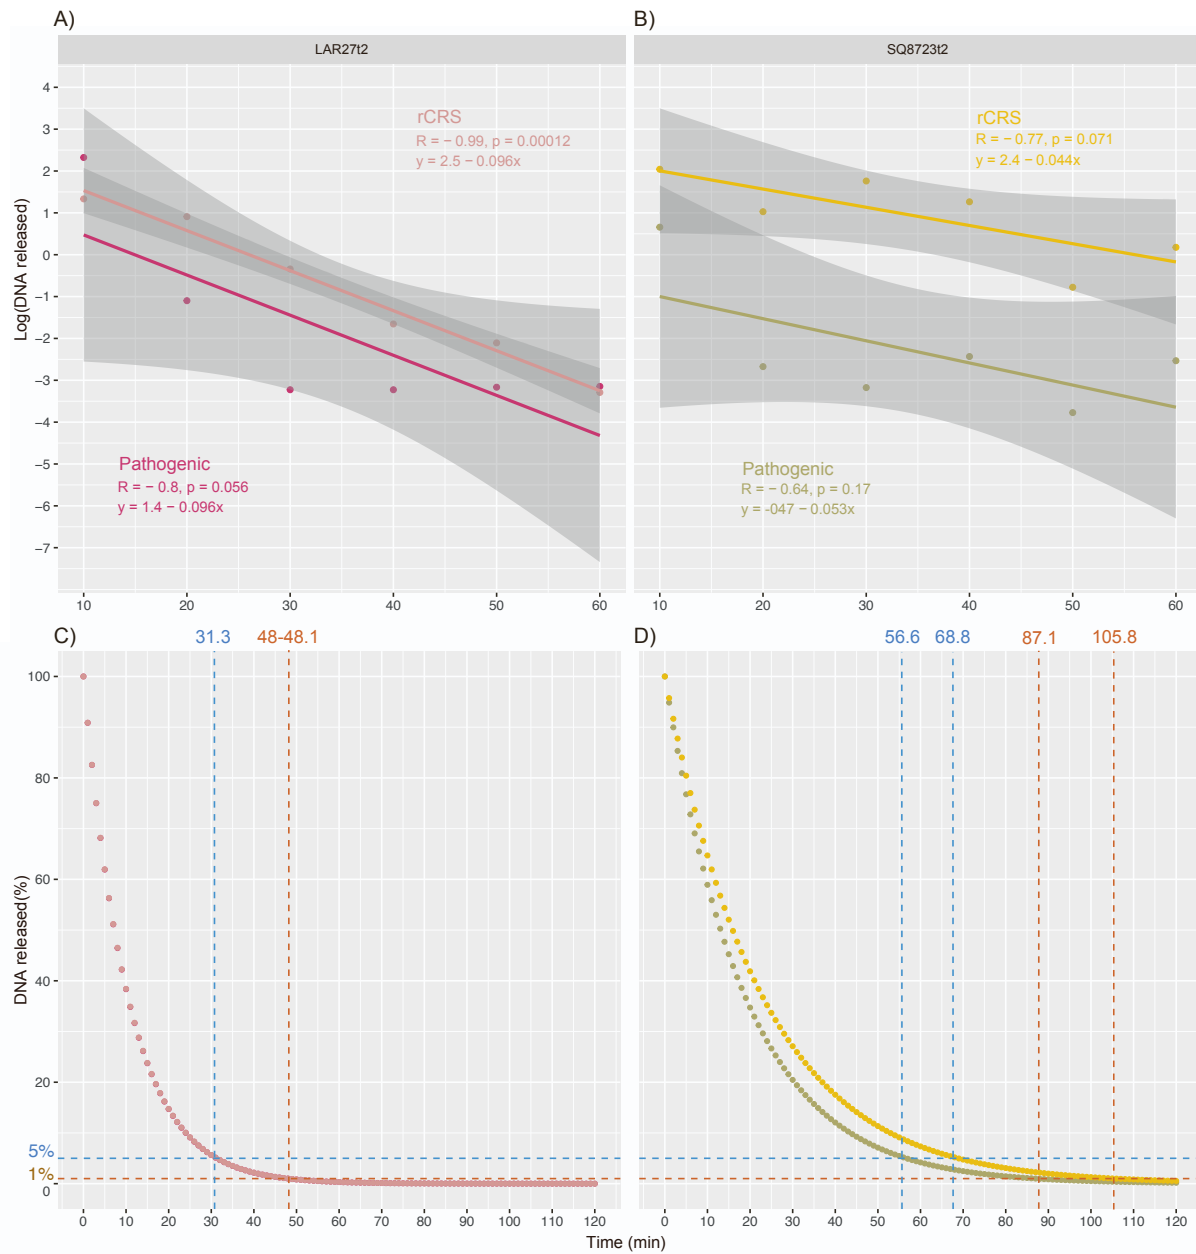 A)
B)
LAR27t2
SQ8723t2
Log(DNA released)
4
3
2
1
0
−1
−2
−3
−4
−5
−6
−7
rCRS
R = − 0.99, p = 0.00012
y = 2.5 − 0.096x
rCRS
R = − 0.77, p = 0.071
y = 2.4 − 0.044x
Pathogenic
R = − 0.8, p = 0.056
y = 1.4 − 0.096x
Pathogenic
R = − 0.64, p = 0.17
y = -047 − 0.053x
10 20 30 40 50 60
10 20 30 40 50 60
C) 31.3 48-48.1
D) 56.6 68.8 87.1 105.8
DNA released(%)
100
80
60
40
20
5%
1%
0
0 10 20 30 40 50 60 70 80 90 100 110 120
0 10 20 30 40 50 60 70 80 90 100 110 120
Time (min)